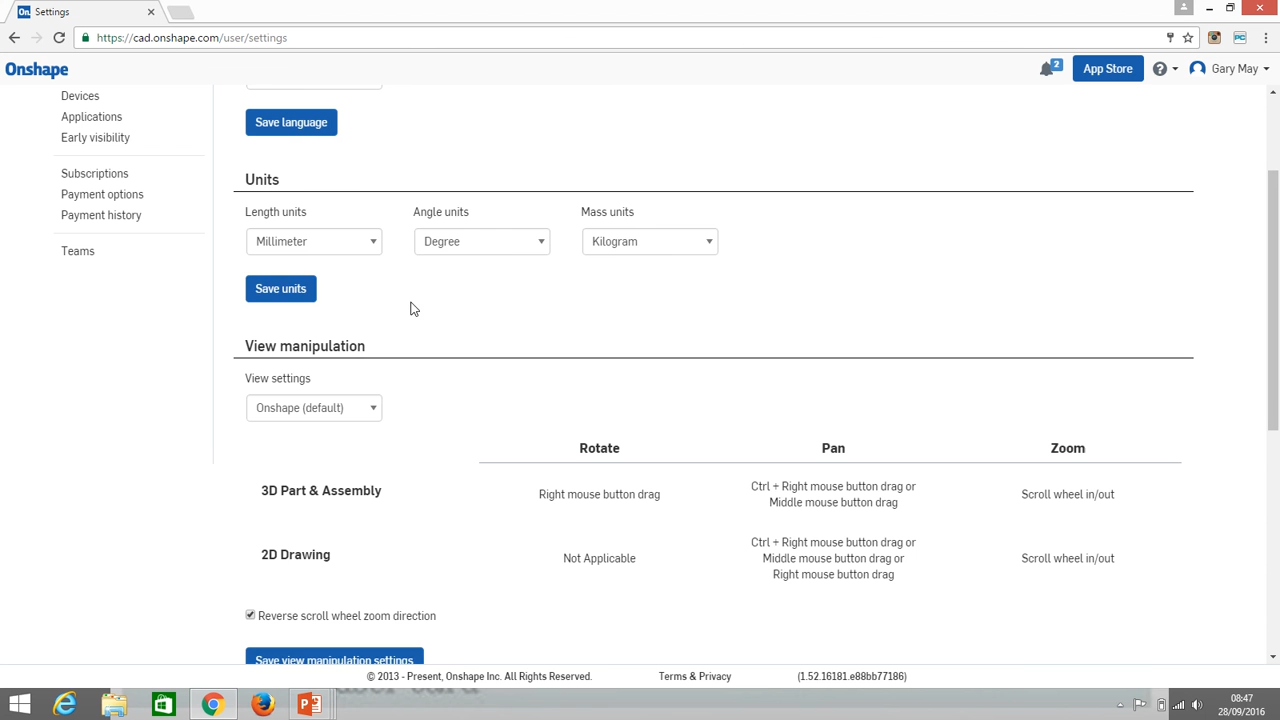 On. Settings
https://cad.onshape.com/user/settings
Onshape
2
App Store
Gary May
Devices
Applications
Early visibility
Subscriptions
Payment options
Payment history
Teams
Save language
Units
Length units Angle units Mass units
Millimeter Degree Kilogram
Save units
View manipulation
View settings
Onshape (default)
Rotate Pan Zoom
3D Part & Assembly
Right mouse button drag
Ctrl + Right mouse button drag or
Middle mouse button drag
Scroll wheel in/out
2D Drawing
Not Applicable
Ctrl + Right mouse button drag or
Middle mouse button drag or
Right mouse button drag
Scroll wheel in/out
Reverse scroll wheel zoom direction
Save view manipulation settings
© 2013 - Present, Onshape Inc. All Rights Reserved. Terms & Privacy (1.52.16181.e88bb77186)
08:47
28/09/2016